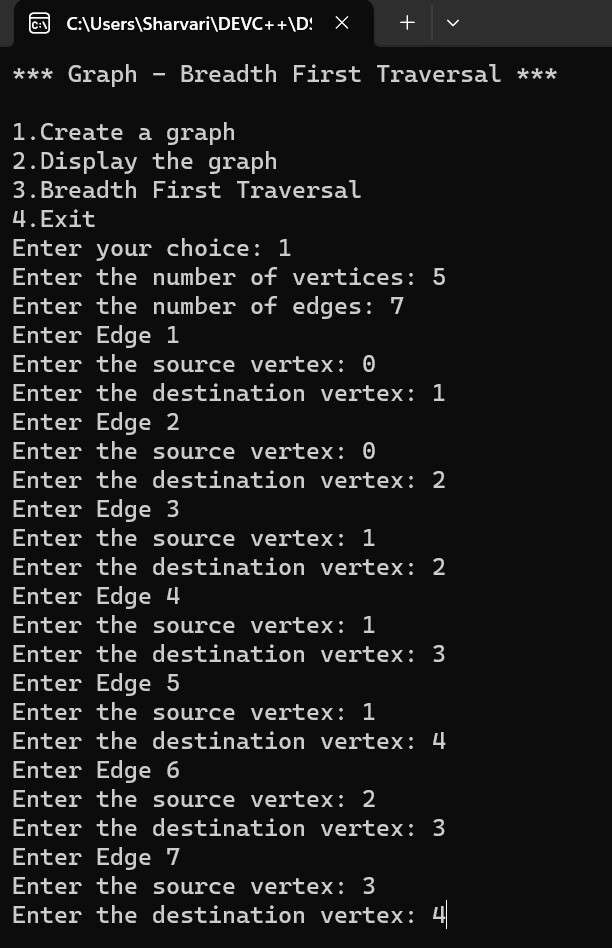 C:\Users\Sharvari\DEVC++\DS
*** Graph - Breadth First Traversal ***
1.Create a graph
2.Display the graph
3.Breadth First Traversal
4.Exit
Enter your choice: 1
Enter the number of vertices: 5
Enter the number of edges: 7
Enter Edge 1
Enter the source vertex: 0
Enter the destination vertex: 1
Enter Edge 2
Enter the source vertex: 0
Enter the destination vertex: 2
Enter Edge 3
Enter the source vertex: 1
Enter the destination vertex: 2
Enter Edge 4
Enter the source vertex: 1
Enter the destination vertex: 3
Enter Edge 5
Enter the source vertex: 1
Enter the destination vertex: 4
Enter Edge 6
Enter the source vertex: 2
Enter the destination vertex: 3
Enter Edge 7
Enter the source vertex: 3
Enter the destination vertex: 4